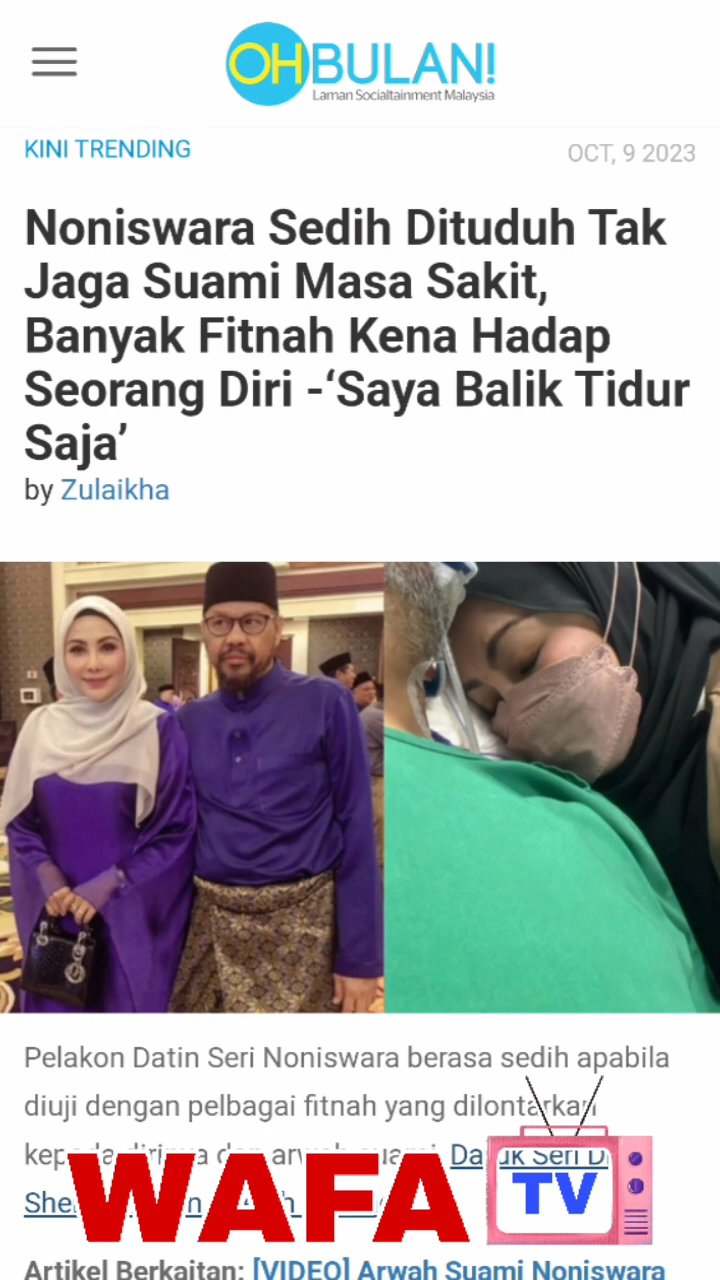 OHBULAN!
Laman Socialtainment Malaysia
KINI TRENDING
OCT, 9 2023
Noniswara Sedih Dituduh Tak
Jaga Suami Masa Sakit,
Banyak Fitnah Kena Hadap
Seorang Diri -‘Saya Balik Tidur
Saja’
by Zulaikha
Pelakon Datin Seri Noniswara berasa sedih apabila
diuji dengan pelbagai fitnah yang dilontarkan
Seri
WAFA
TV
Artikel Berkaitan: [VIDEO] Arwah Suami Noniswara